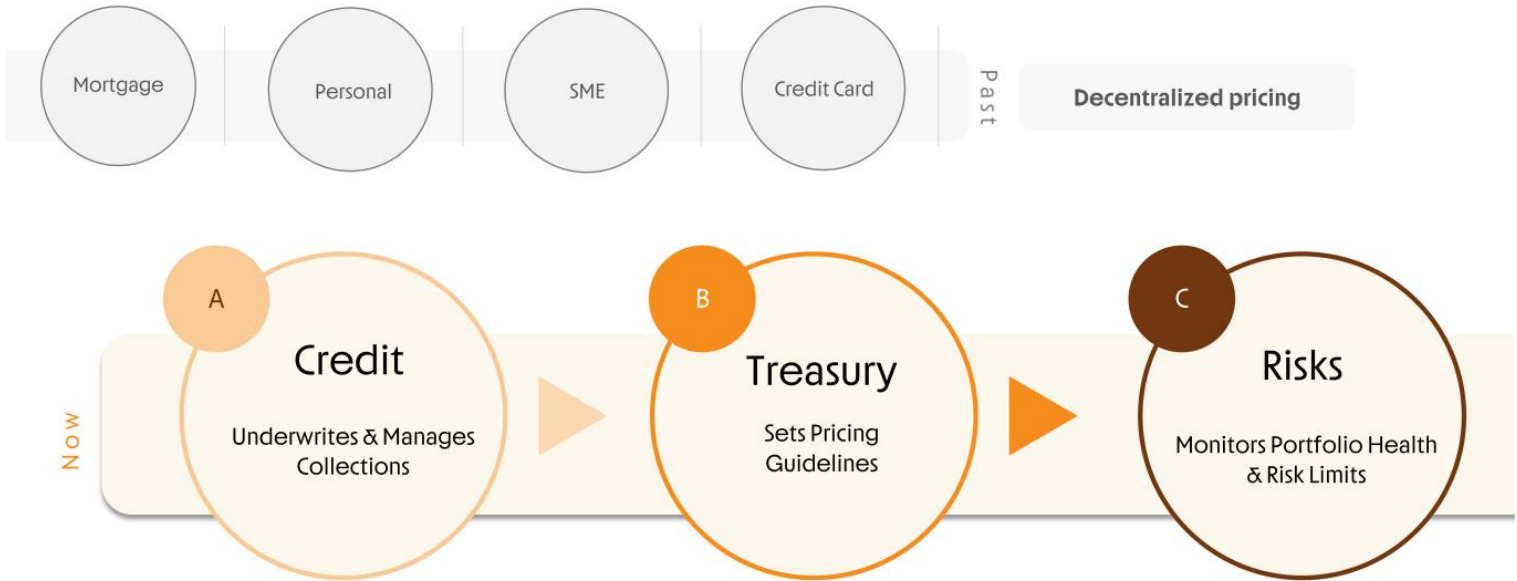 Mortgage
Personal
SME
Credit Card
Past
Decentralized pricing
Now
A
Credit
Underwrites & Manages
Collections
B
Treasury
Sets Pricing
Guidelines
C
Risks
Monitors Portfolio Health
& Risk Limits